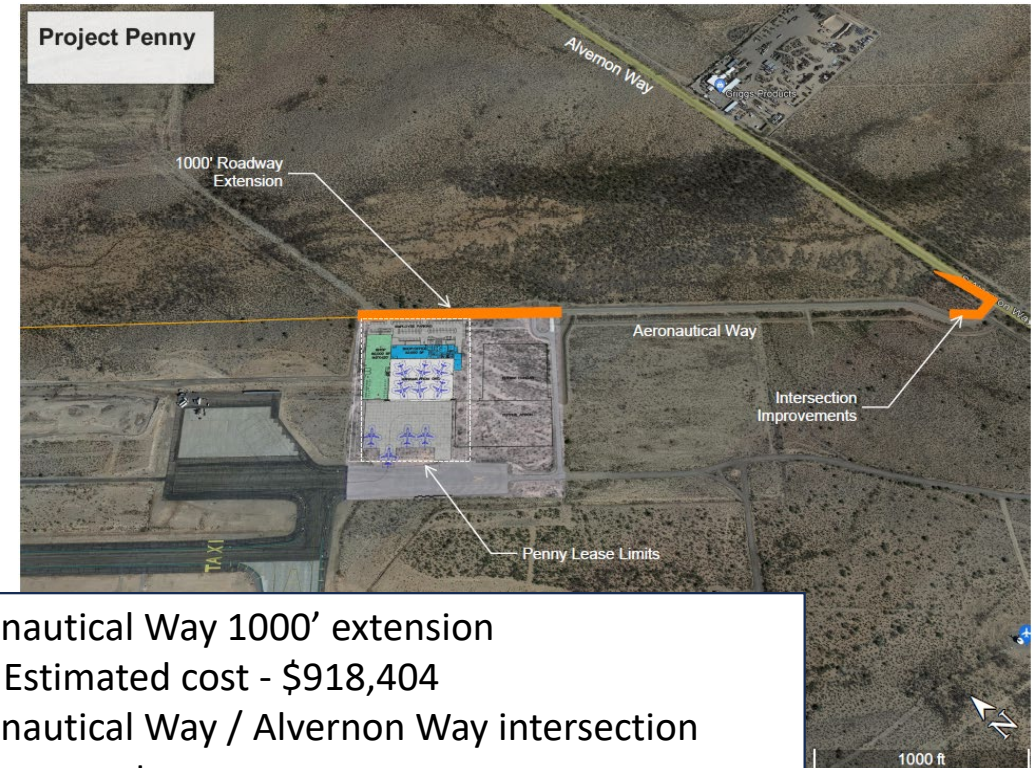 Project Penny
Alvernon Way
Griggs Products
1000' Roadway
Extension
Aeronautical Way
Intersection
Improvements
TAXI
Penny Lease Limits
nautical Way 1000’ extension
Estimated cost - $918,404
nautical Way / Alvernon Way intersection
N
1000 ft